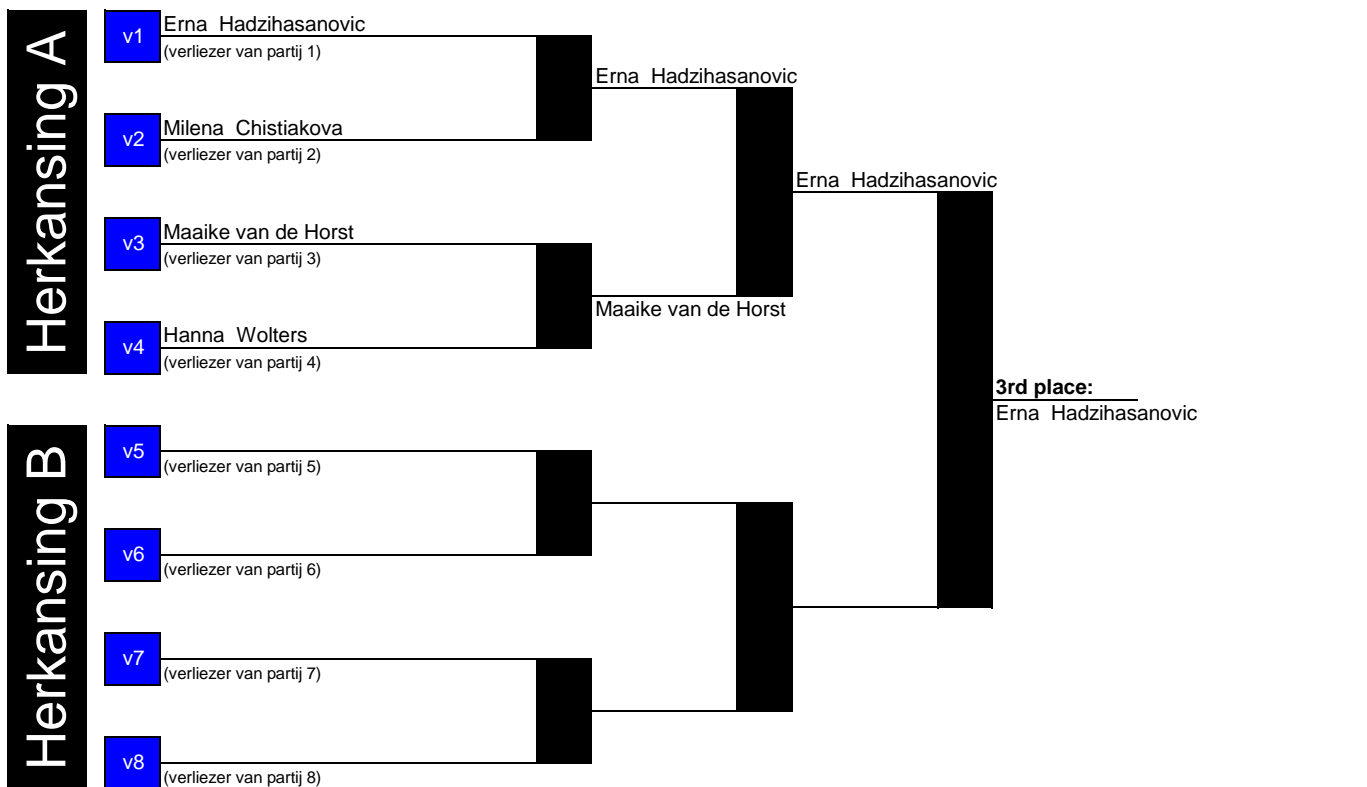 Herkansing A
v1
Erna Hadzihasanovic
(verliezer van partij 1)
v2
Milena Chistiakova
(verliezer van partij 2)
v3
Maaike van de Horst
(verliezer van partij 3)
v4
Hanna Wolters
(verliezer van partij 4)
Erna Hadzihasanovic
Maaike van de Horst
Erna Hadzihasanovic
3rd place:
Erna Hadzihasanovic
Herkansing B
v5
(verliezer van partij 5)
v6
(verliezer van partij 6)
v7
(verliezer van partij 7)
v8
(verliezer van partij 8)